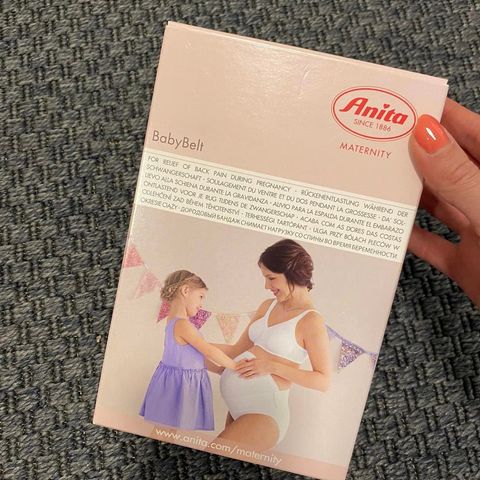 Anita
SINCE 1886
MATERNITY
BabyBelt
FOR RELIEF OF BACK PAIN DURING PREGNANCY · RÜCKENENTLASTUNG WÄHREND DER
SCHWANGERSCHAFT · SOULAGEMENT DU VENTRE ET DU DOS PENDANT LA GROSSESSE · DA' SOL-
LIEVO ALLA SCHIENA DURANTE LA GRAVIDANZA · ALIVIO PARA LA ESPALDA DURANTE EL EMBARAZO
ONTLASTING VOOR JE RUG TIJDENS DE ZWANGERSCHAP · ACABA COM AS DORES DAS COSTAS
ODLEHČENÍ ZAD BĚHEM TĚHOTENSTVÍ · TERHESSÉGI TARTÓPÁNT · ULGA PRZY BÓLACH PLECÓW W
OKRESIE CIĄŻY · ДОРОДОВЫЙ БАНДАЖ СНИМАЕТ НАГРУЗКУ СО СПИНЫ ВО ВРЕМЯ БЕРЕМЕННОСТИ
www.anita.com/maternity